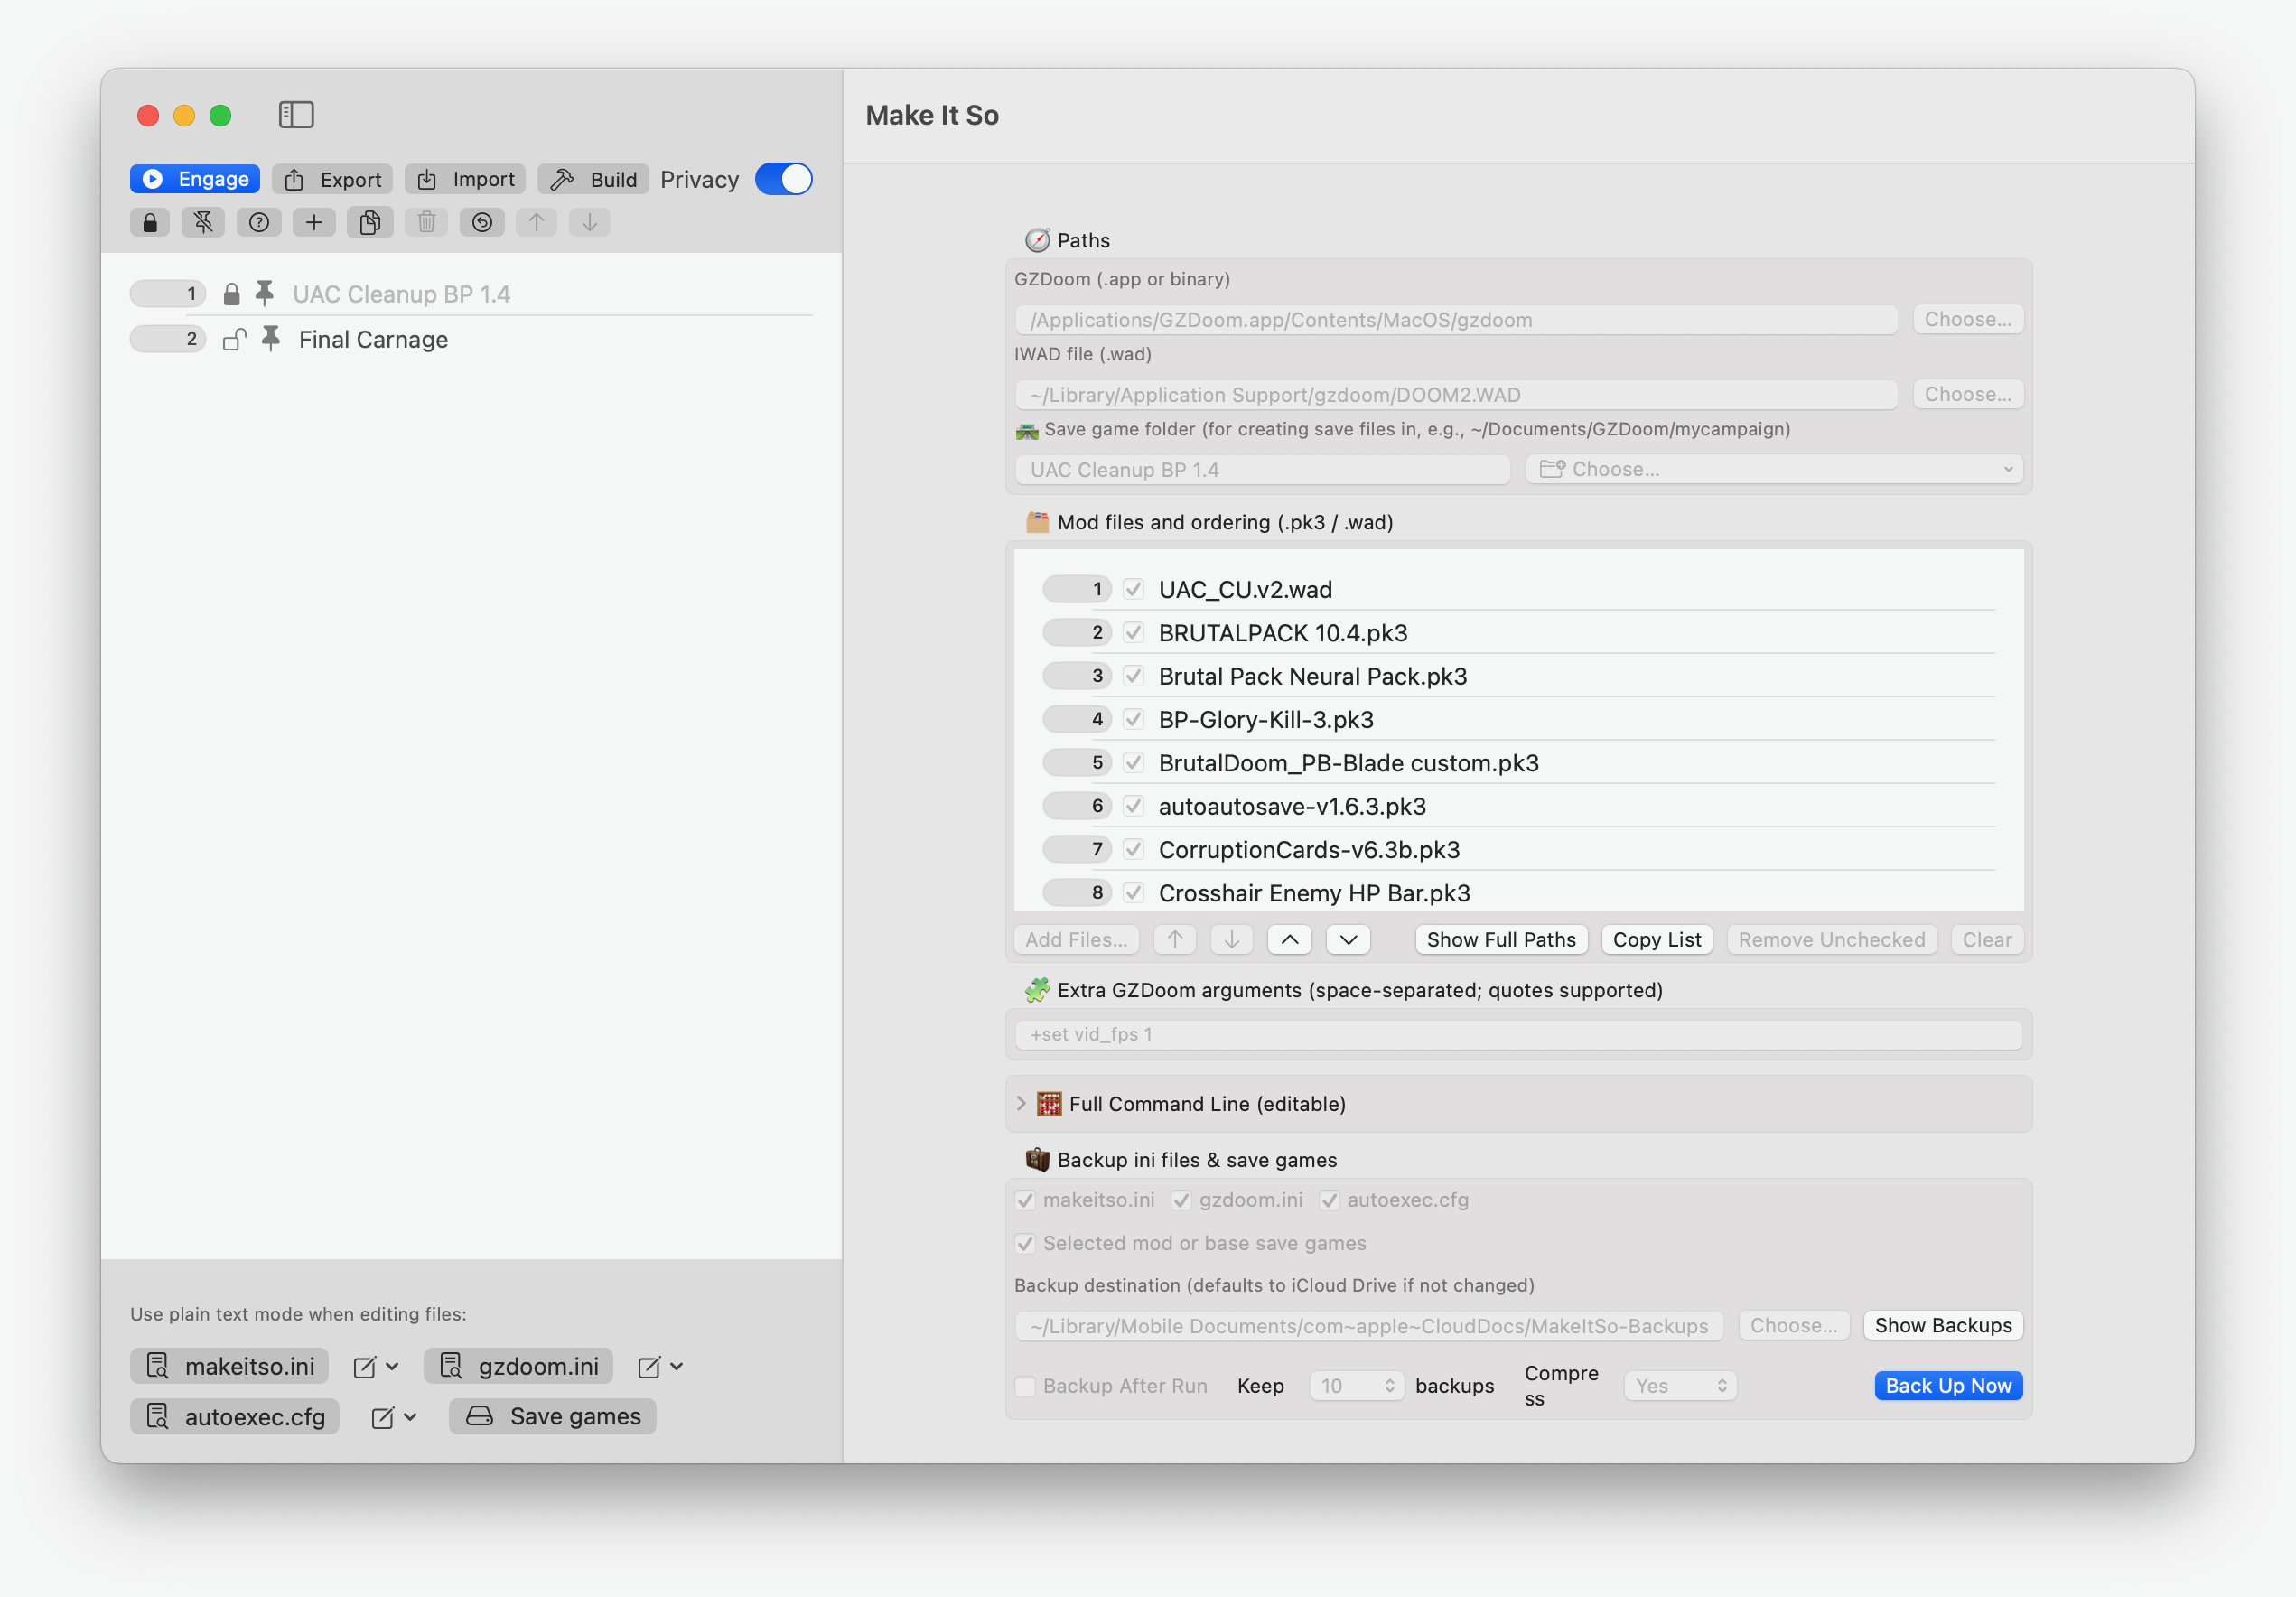 Make It So
Engage Export Import Build Privacy
1 UAC Cleanup BP 1.4
2 Final Carnage
Use plain text mode when editing files:
makeitso.ini gzdoom.ini
autoexec.cfg Save games
Paths
GZDoom (.app or binary)
/Applications/GZDoom.app/Contents/MacOS/gzdoom Choose...
IWAD file (.wad)
~/Library/Application Support/gzdoom/DOOM2.WAD Choose...
Save game folder (for creating save files in, e.g., ~/Documents/GZDoom/mycampaign)
UAC Cleanup BP 1.4 Choose...
Mod files and ordering (.pk3 / .wad)
1 UAC_CU.v2.wad
2 BRUTALPACK 10.4.pk3
3 Brutal Pack Neural Pack.pk3
4 BP-Glory-Kill-3.pk3
5 BrutalDoom_PB-Blade custom.pk3
6 autoautosave-v1.6.3.pk3
7 CorruptionCards-v6.3b.pk3
8 Crosshair Enemy HP Bar.pk3
Add Files... Show Full Paths Copy List Remove Unchecked Clear
Extra GZDoom arguments (space-separated; quotes supported)
+set vid_fps 1
Full Command Line (editable)
Backup ini files & save games
makeitso.ini gzdoom.ini autoexec.cfg
Selected mod or base save games
Backup destination (defaults to iCloud Drive if not changed)
~/Library/Mobile Documents/com~apple~CloudDocs/MakeItSo-Backups Choose... Show Backups
Backup After Run Keep 10 backups Compre
ss Yes Back Up Now